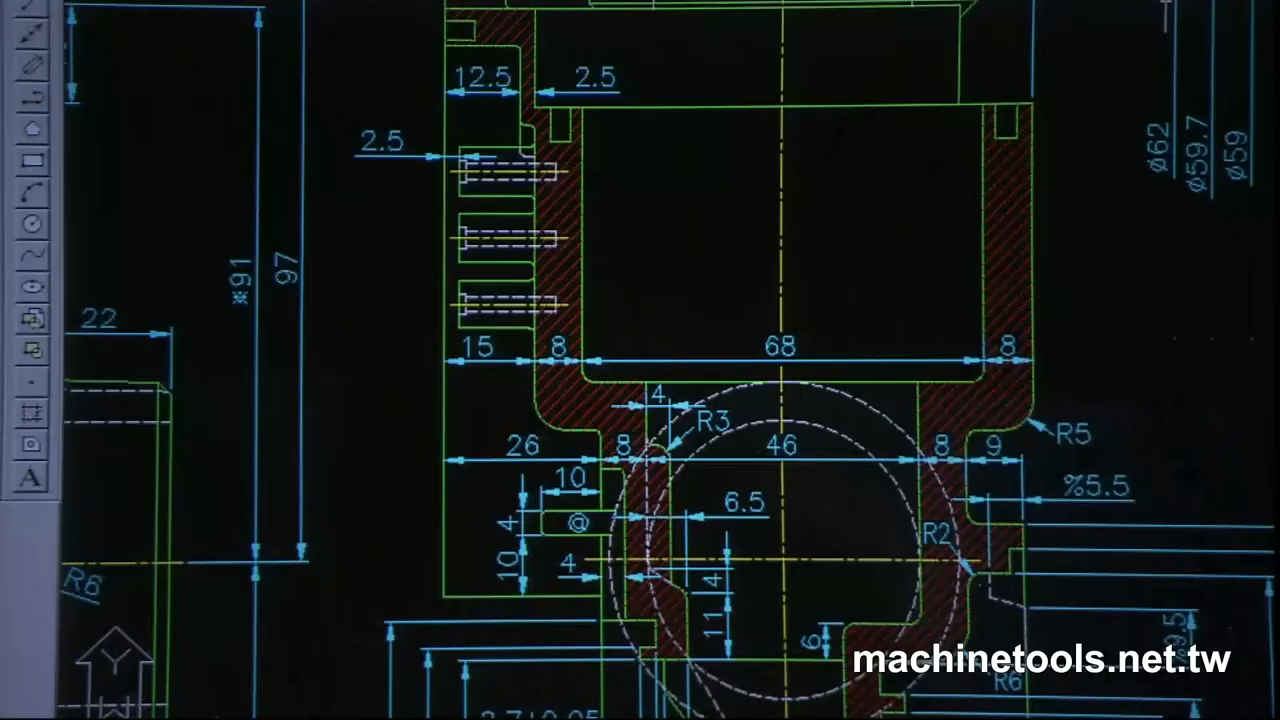 12.5 2.5
2.5
ø62
ø59.7
ø59
※91
97
22
15 8 68 8
4
R3
R5
26 8 46 8 9
10
%5.5
6.5
4
@
R2
10
4
4
11
6
R6
Y
%9.5
R6
machinetools.net.tw